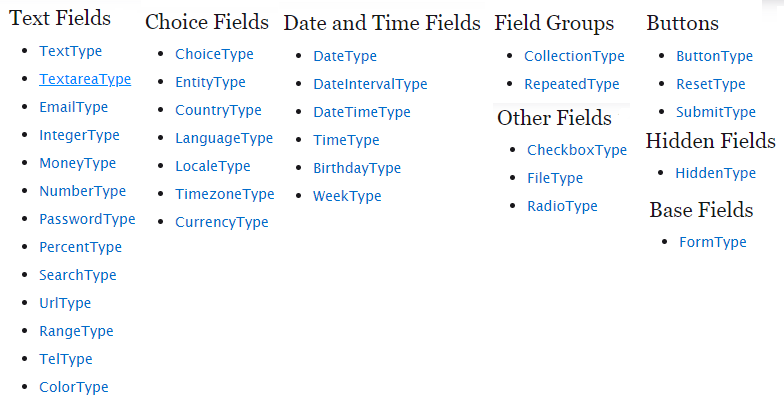 Text Fields
TextType
TextareaType
EmailType
IntegerType
MoneyType
NumberType
PasswordType
PercentType
SearchType
UrlType
RangeType
TelType
ColorType
Choice Fields
ChoiceType
EntityType
CountryType
LanguageType
LocaleType
TimezoneType
CurrencyType
Date and Time Fields
DateType
DateIntervalType
DateTimeType
TimeType
BirthdayType
WeekType
Field Groups
CollectionType
RepeatedType
Other Fields
CheckboxType
FileType
RadioType
Buttons
ButtonType
ResetType
SubmitType
Hidden Fields
HiddenType
Base Fields
FormType